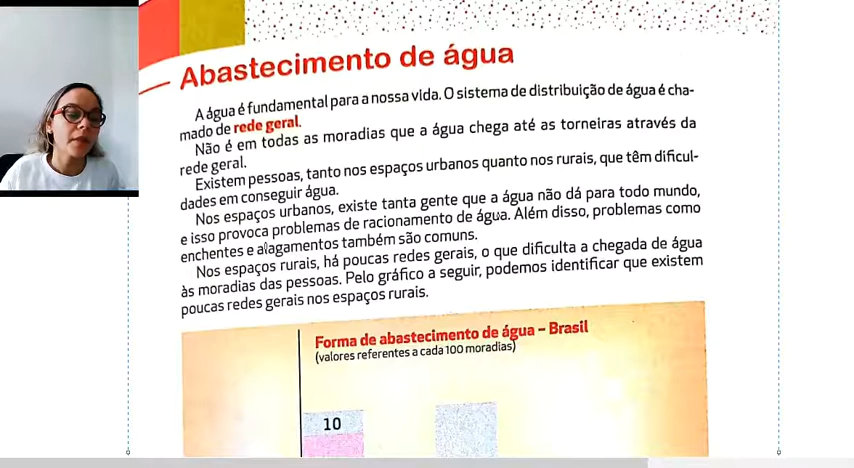 Abastecimento de água
A água é fundamental para a nossa vida. O sistema de distribuição de água é cha-
mado de rede geral.
Não é em todas as moradias que a água chega até as torneiras através da
rede geral.
Existem pessoas, tanto nos espaços urbanos quanto nos rurais, que têm dificul-
dades em conseguir água.
Nos espaços urbanos, existe tanta gente que a água não dá para todo mundo,
e isso provoca problemas de racionamento de água. Além disso, problemas como
enchentes e alagamentos também são comuns.
Nos espaços rurais, há poucas redes gerais, o que dificulta a chegada de água
às moradias das pessoas. Pelo gráfico a seguir, podemos identificar que existem
poucas redes gerais nos espaços rurais.
Forma de abastecimento de água – Brasil
(valores referentes a cada 100 moradias)
10